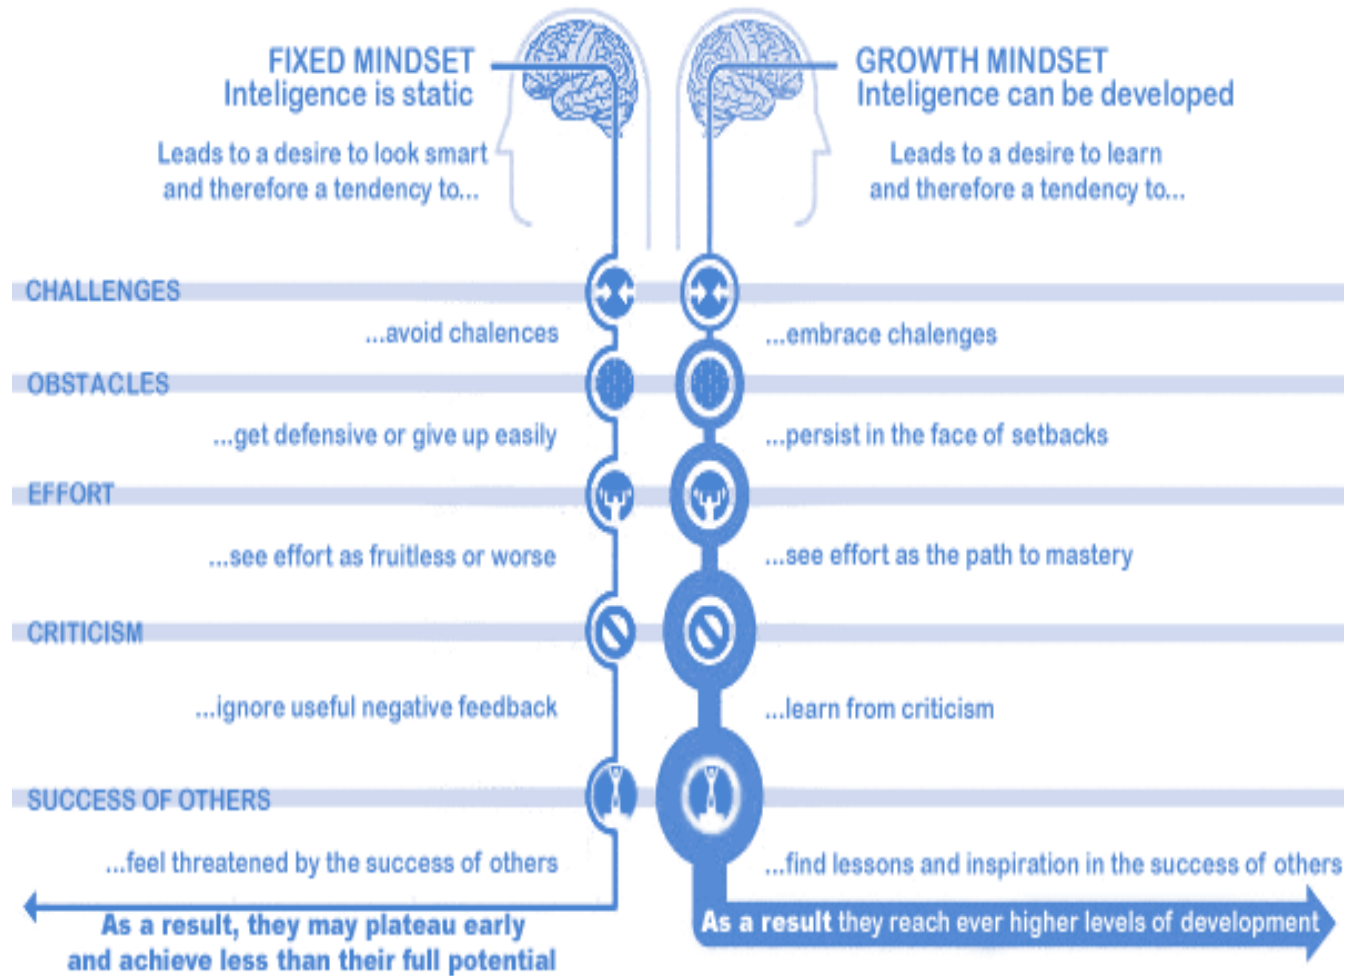 FIXED MINDSET
Inteligence is static
Leads to a desire to look smart
and therefore a tendency to...
GROWTH MINDSET
Inteligence can be developed
Leads to a desire to learn
and therefore a tendency to...
CHALLENGES
...avoid chalences
...embrace chalenges
OBSTACLES
...get defensive or give up easily
...persist in the face of setbacks
EFFORT
...see effort as fruitless or worse
...see effort as the path to mastery
CRITICISM
...ignore useful negative feedback
...learn from criticism
SUCCESS OF OTHERS
...feel threatened by the success of others
...find lessons and inspiration in the success of others
As a result, they may plateau early
and achieve less than their full potential
As a result they reach ever higher levels of development